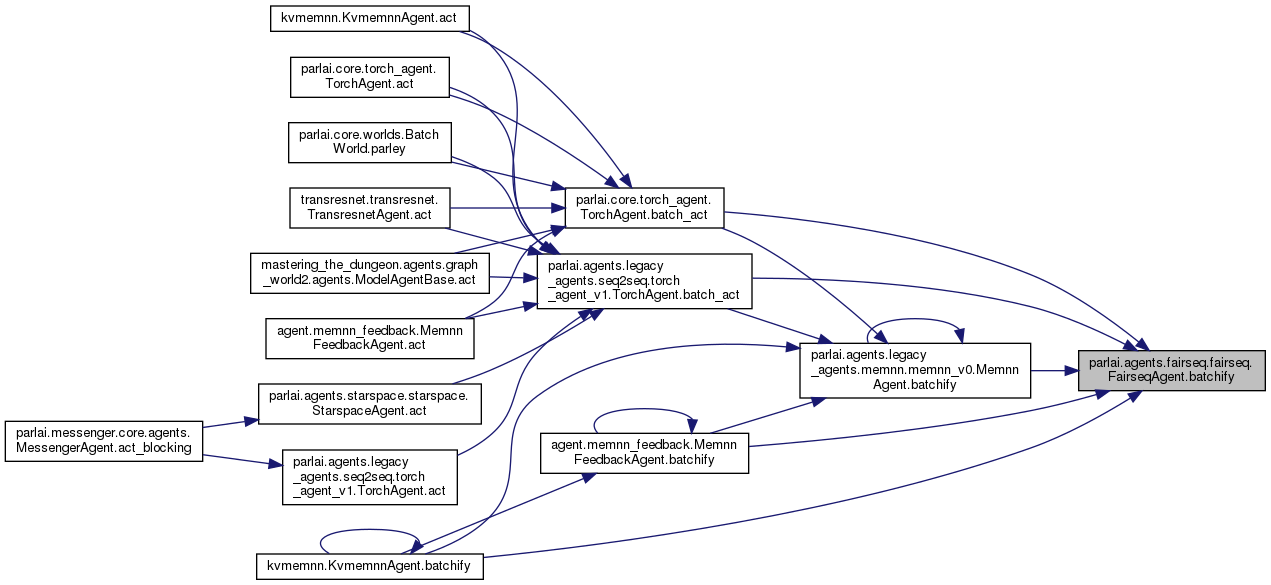 kvmemnn.KvmemnnAgent.act
parlai.core.torch_agent.
TorchAgent.act
parlai.core.worlds.Batch
World.parley
transresnet.transresnet.
TransresnetAgent.act
mastering_the_dungeon.agents.graph
_world2.agents.ModelAgentBase.act
agent.memnn_feedback.Memnn
FeedbackAgent.act
parlai.agents.starspace.starspace.
StarspaceAgent.act
parlai.messenger.core.agents.
MessengerAgent.act_blocking
parlai.agents.legacy
_agents.seq2seq.torch
_agent_v1.TorchAgent.act
kvmemnn.KvmemnnAgent.batchify
parlai.core.torch_agent.
TorchAgent.batch_act
parlai.agents.legacy
_agents.seq2seq.torch
_agent_v1.TorchAgent.batch_act
agent.memnn_feedback.Memnn
FeedbackAgent.batchify
parlai.agents.legacy
_agents.memnn.memnn_v0.Memnn
Agent.batchify
parlai.agents.fairseq.fairseq.
FairseqAgent.batchify